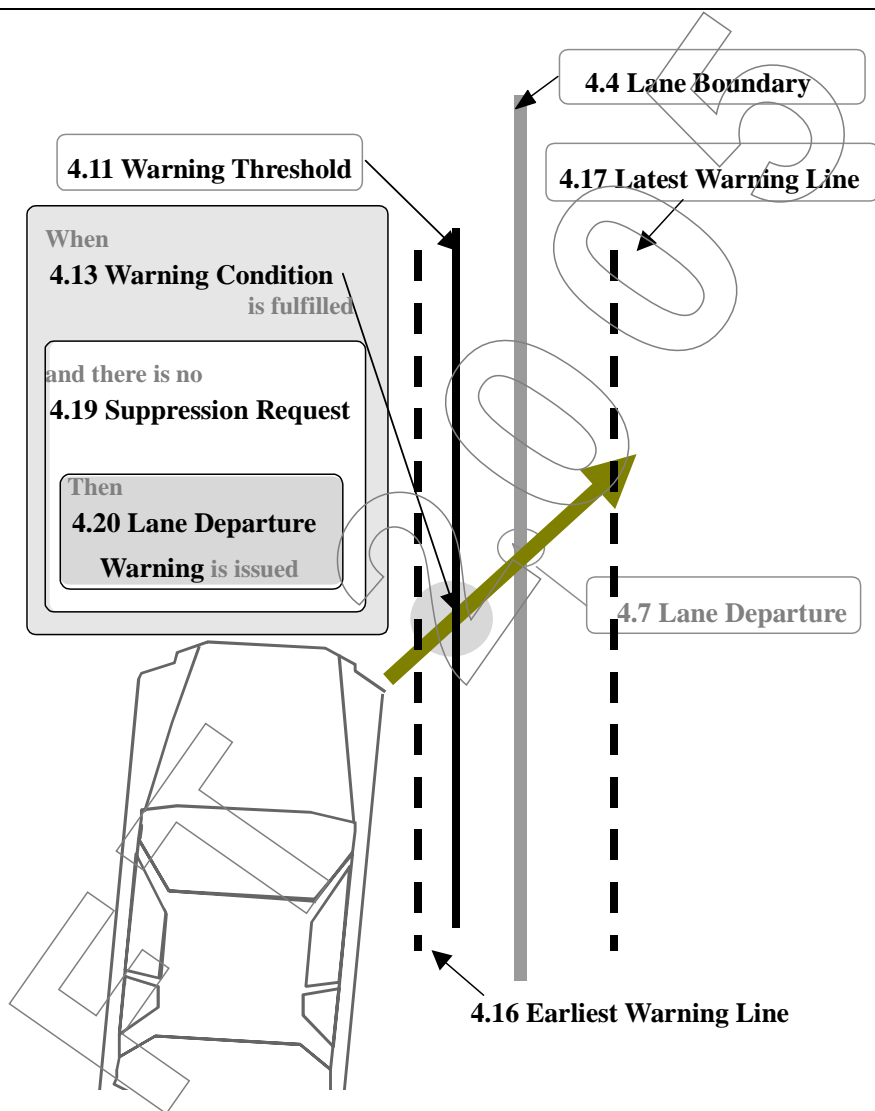 4.4 Lane Boundary
4.11 Warning Threshold
4.17 Latest Warning Line
When
4.13 Warning Condition
is fulfilled
and there is no
4.19 Suppression Request
Then
4.20 Lane Departure
Warning is issued
4.7 Lane Departure
4.16 Earliest Warning Line